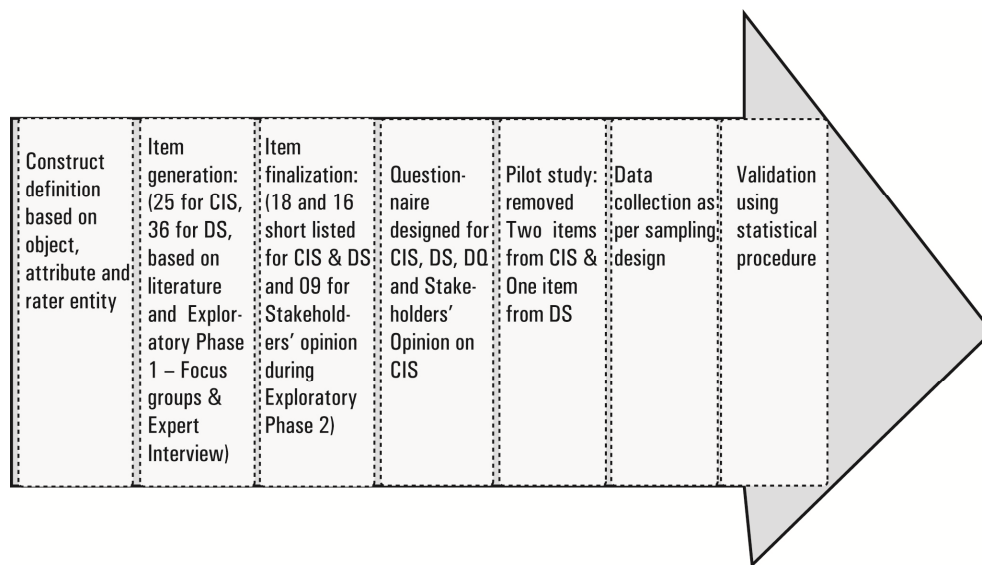 Construct
definition
based on
object,
attribute and
rater entity
Item
generation:
(25 for CIS,
36 for DS,
based on
literature
and Explor-
atory Phase
1 – Focus
groups &
Expert
Interview)
Item
finalization:
(18 and 16
short listed
for CIS & DS
and 09 for
Stakehold-
ers’ opinion
during
Exploratory
Phase 2)
Question-
naire
designed for
CIS, DS, DQ
and Stake-
holders’
Opinion on
CIS
Pilot study:
removed
Two items
from CIS &
One item
from DS
Data
collection as
per sampling
design
Validation
using
statistical
procedure